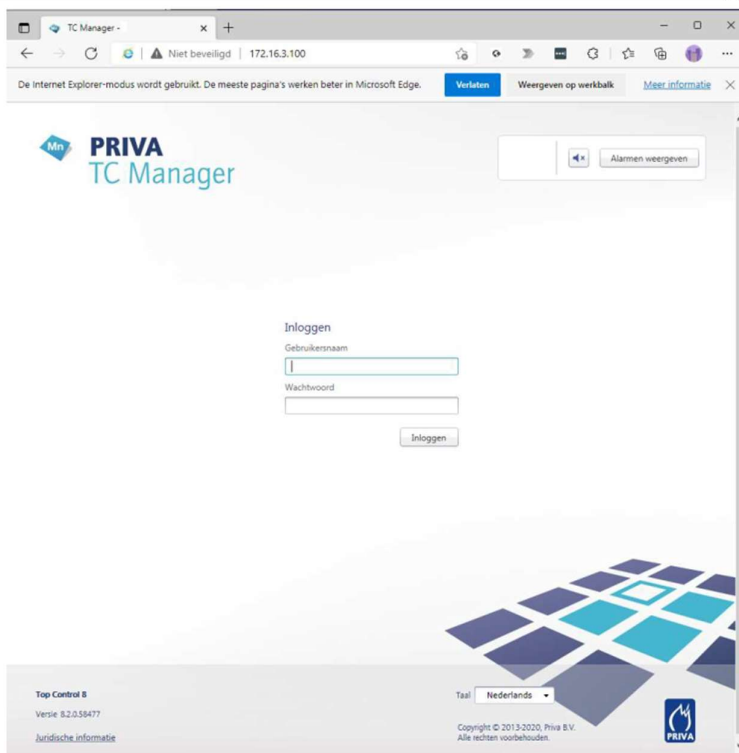 TC Manager -
Niet beveiligd
172.16.3.100
De Internet Explorer-modus wordt gebruikt. De meeste pagina's werken beter in Microsoft Edge.
Verlaten
Weergeven op werkbalk
Meer informatie
Mn
PRIVA
TC Manager
Alarmen weergeven
Inloggen
Gebruikersnaam
Wachtwoord
Inloggen
Top Control 8
Versie 8.2.0.58477
Juridische informatie
Taal
Nederlands
Copyright © 2013-2020, Priva B.V.
Alle rechten voorbehouden.
PRIVA